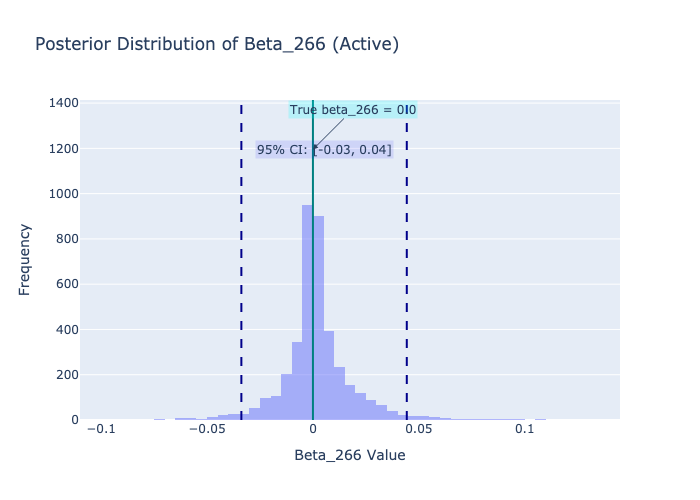 Posterior Distribution of Beta_266 (Active)
1400
True beta_266 = 0.0
1200
95% CI: [-0.03, 0.04]
1000
800
600
400
200
0
Frequency
−0.1
−0.05
0
0.05
0.1
Beta_266 Value